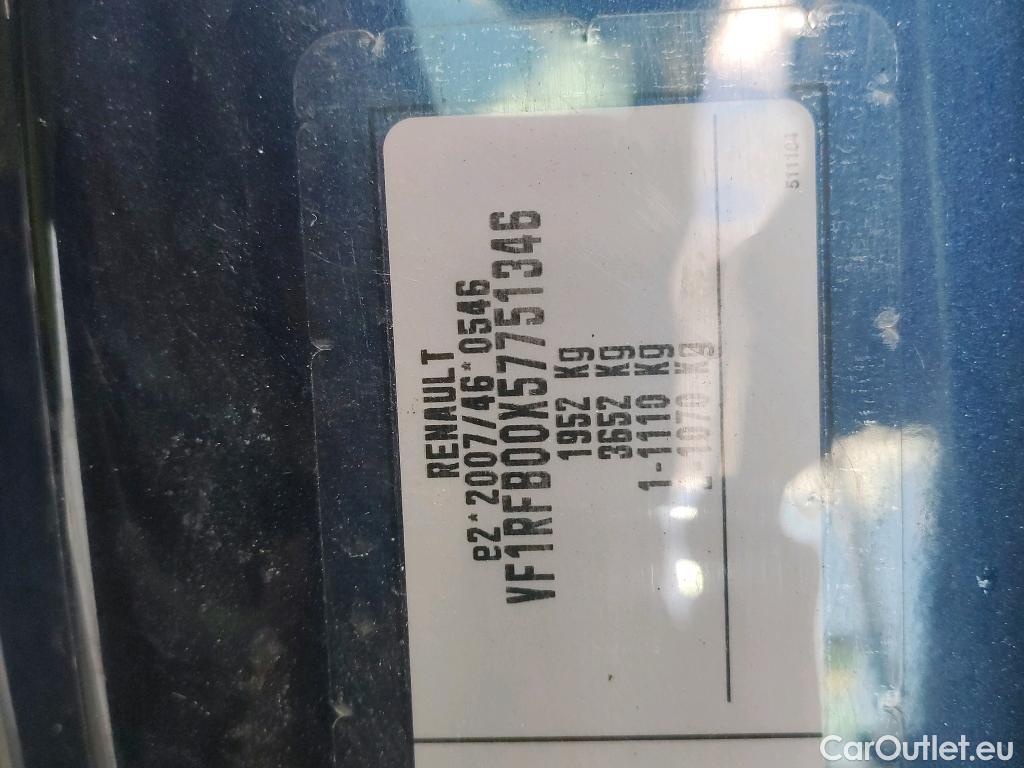 RENAULT
e2*2007/46*0546
VF1RFB00X57751346
1952 Kg
3652 Kg
1-1110 Kg
2-1070 Kg
511104
CarOutlet.eu